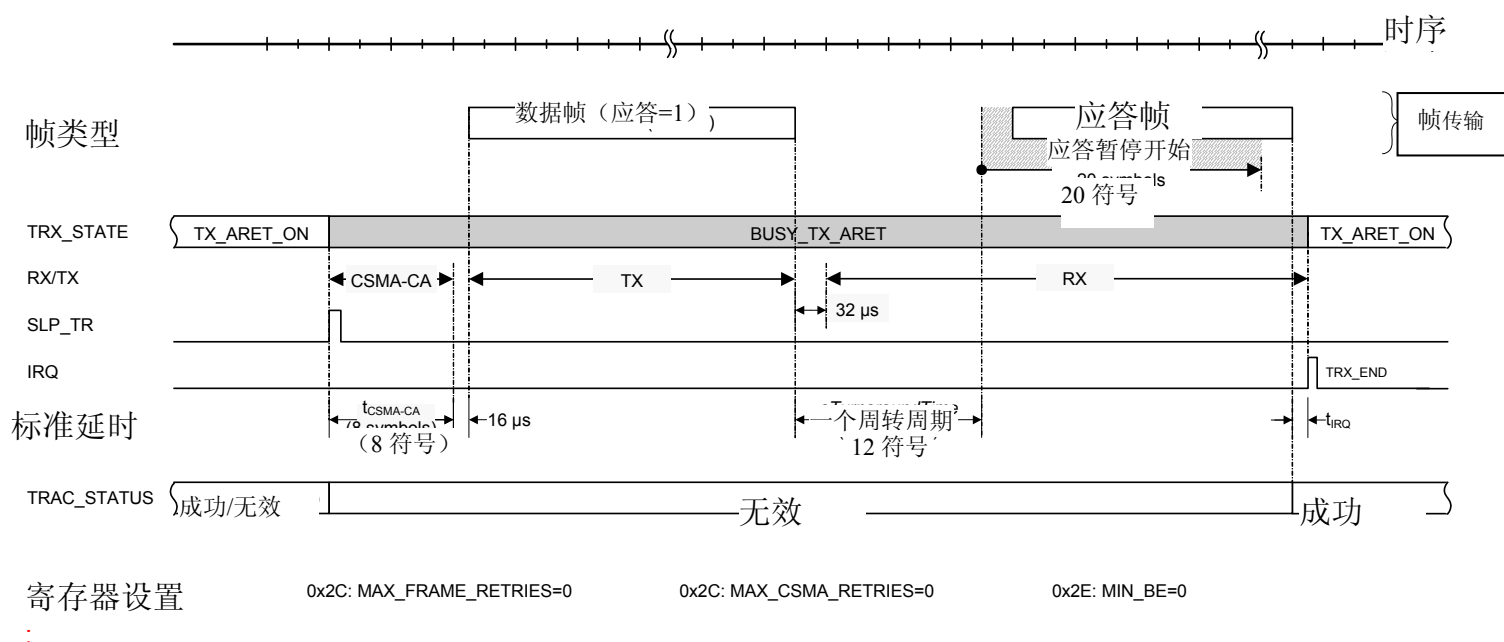 时序
帧类型
数据帧（应答=1）
应答帧
帧传输
应答暂停开始
20 symbols
20 符号
TRX_STATE
TX_ARET_ON
BUSY_TX_ARET
TX_ARET_ON
RX/TX
CSMA-CA
TX
RX
SLP_TR
32 µs
IRQ
TRX_END
标准延时
tCSMA-CA
(8 symbols)
（8 符号）
16 µs
一个周转周期
12 符号
tIRQ
TRAC_STATUS
成功/无效
无效
成功
寄存器设置
0x2C: MAX_FRAME_RETRIES=0
0x2C: MAX_CSMA_RETRIES=0
0x2E: MIN_BE=0